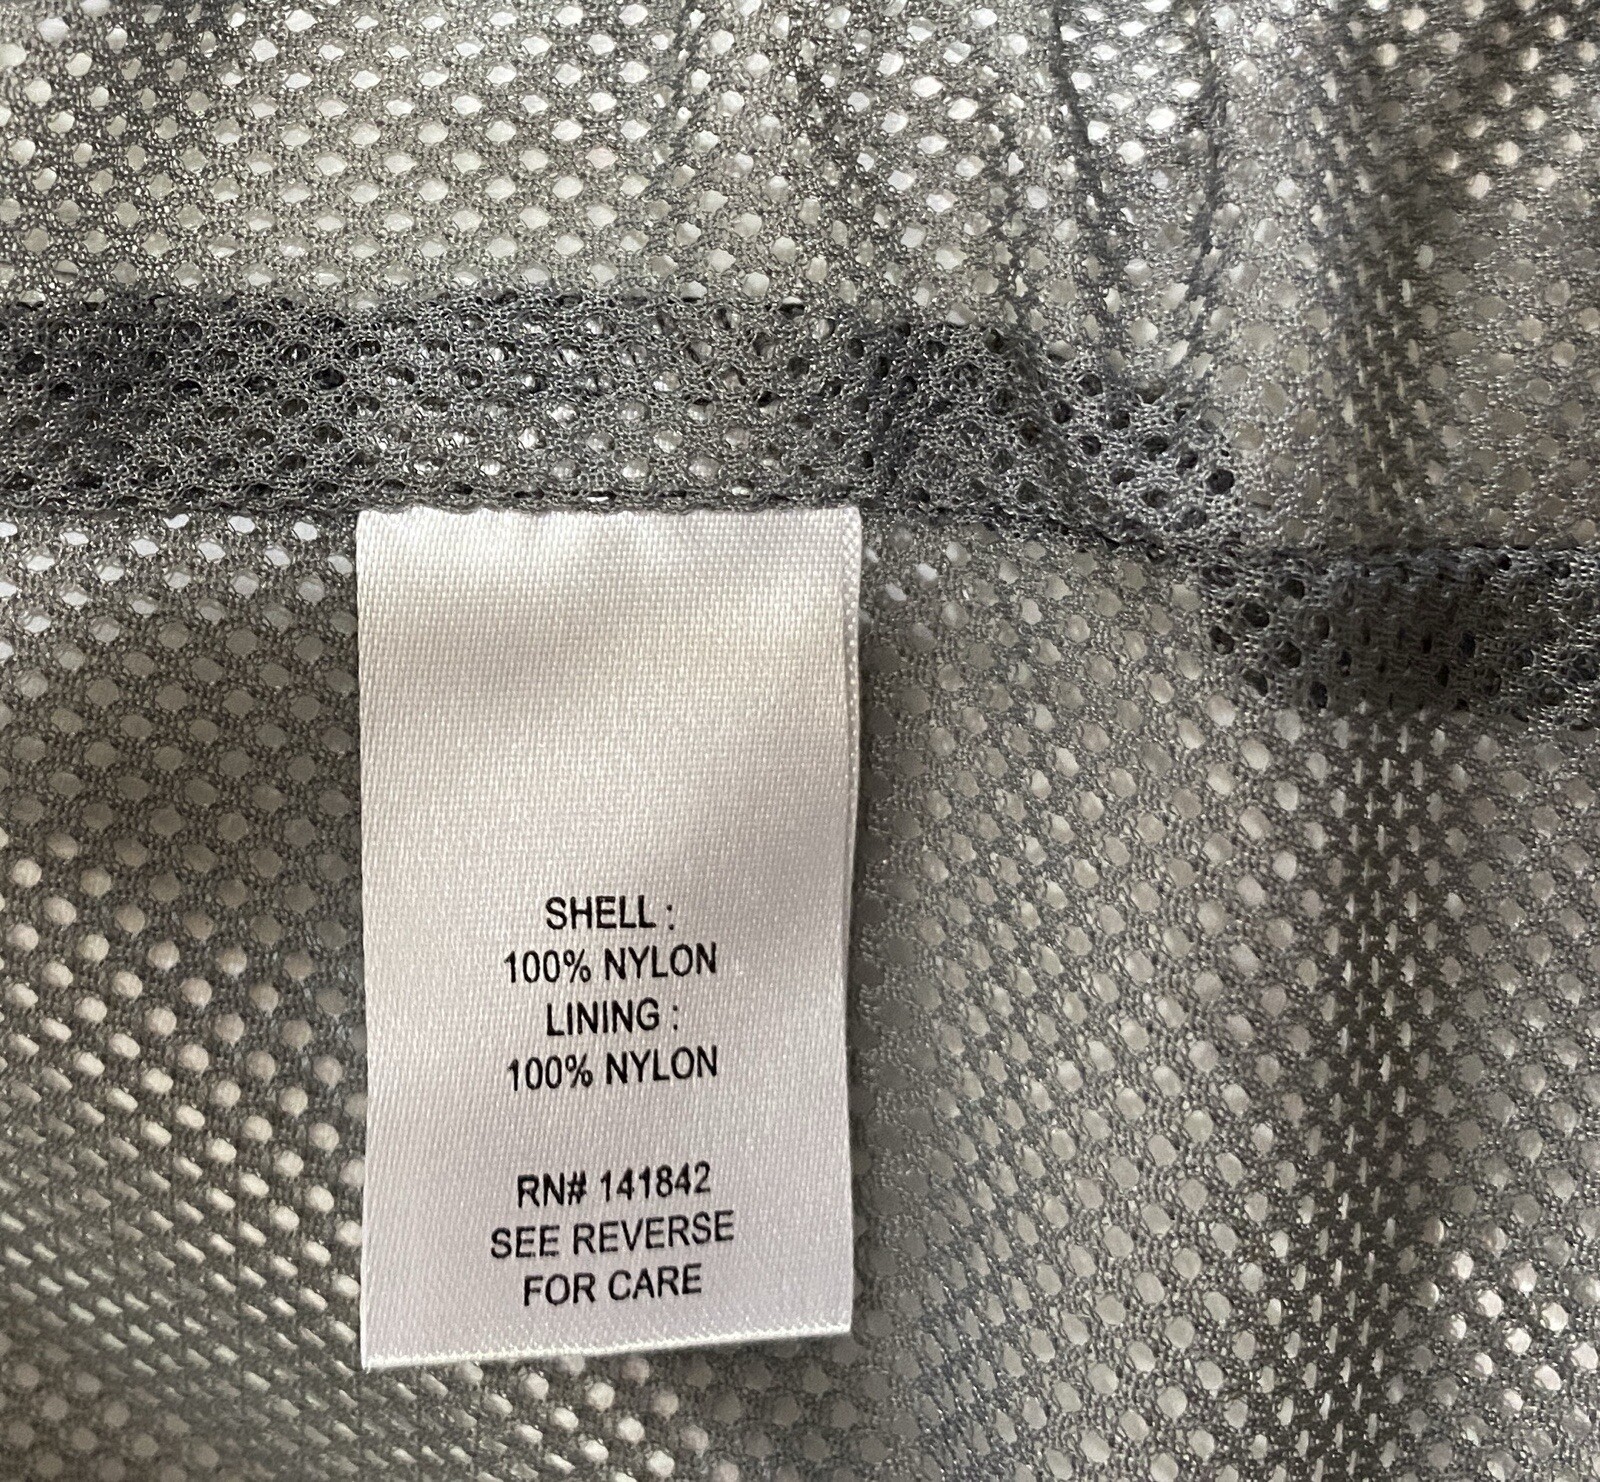 SHELL :
100% NYLON
LINING :
100% NYLON
RN# 141842
SEE REVERSE
FOR CARE